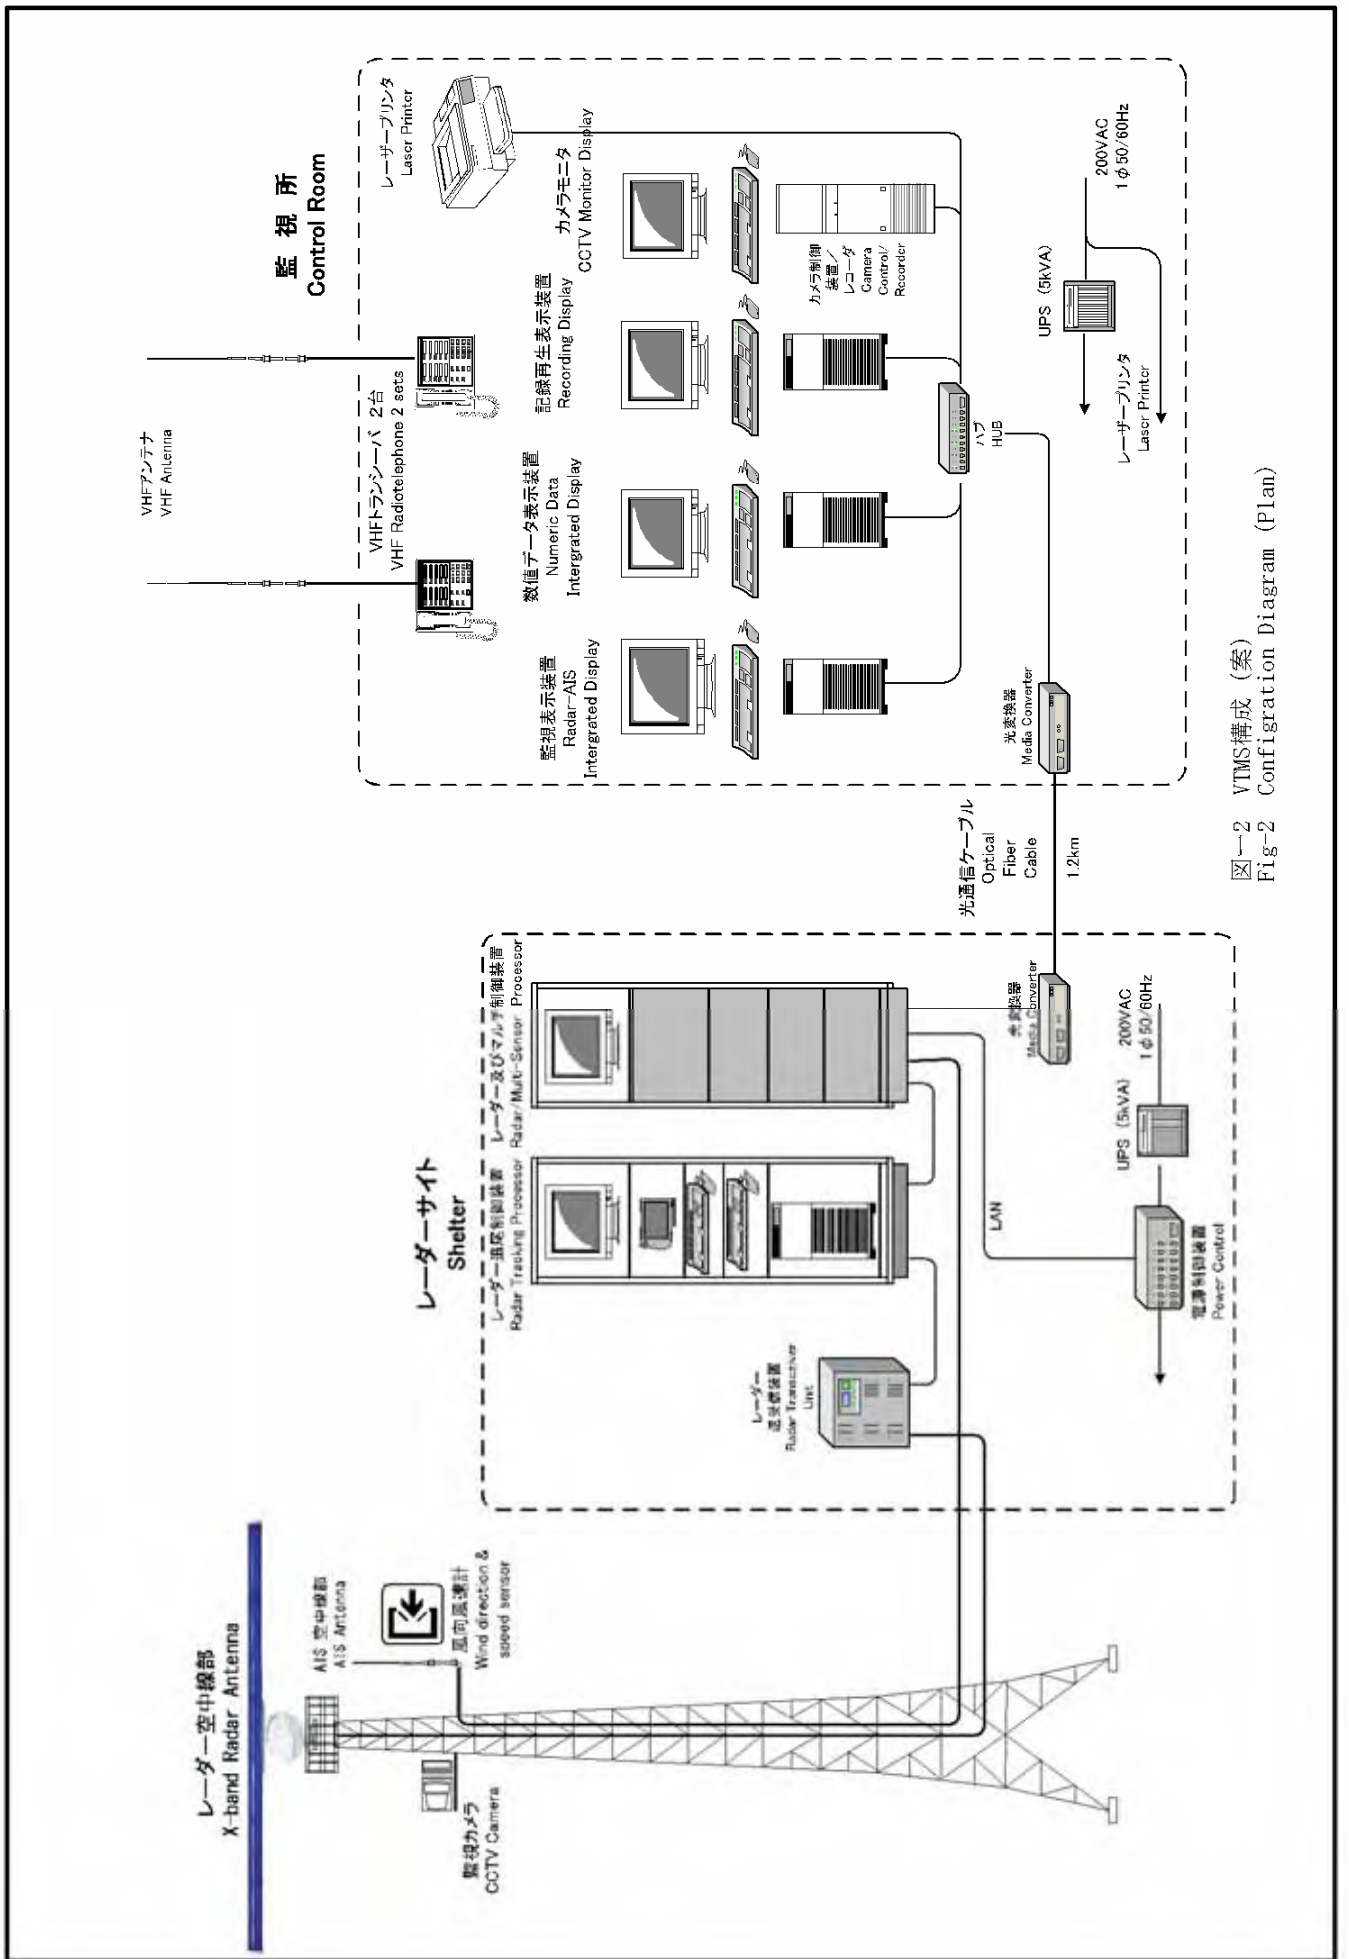 レーダー空中線部
X-band Radar Antenna
AIS 空中線部
AIS Antenna
風向風速計
Wind direction &
speed sensor
監視カメラ
CCTV Camera
レーダーサイト
Shelter
レーダー追尾制御装置
Radar Tracking Processor
レーダー及びマルチ制御装置
Radar/Multi-Sensor Processor
レーダー
送受信装置
Radar Transceiver
Unit
LAN
電源制御装置
Power Control
UPS (5kVA)
200VAC
1φ50/60Hz
光変換器
Media Converter
光通信ケーブル
Optical
Fiber
Cable
1.2km
VHFアンテナ
VHF Antenna
監 視 所
Control Room
VHFトランシーバ 2台
VHF Radiotelephone 2 sets
レーザープリンタ
Laser Printer
監視表示装置
Radar-AIS
Intergrated Display
数値データ表示装置
Numeric Data
Intergrated Display
記録再生表示装置
Recording Display
カメラモニタ
CCTV Monitor Display
カメラ制御
装置/
レコーダ
Camera
Control/
Recorder
ハブ
HUB
光変換器
Media Converter
UPS (5kVA)
200VAC
1φ50/60Hz
レーザープリンタ
Laser Printer
図-2 VTMS構成 (案)
Fig-2 Configration Diagram (Plan)